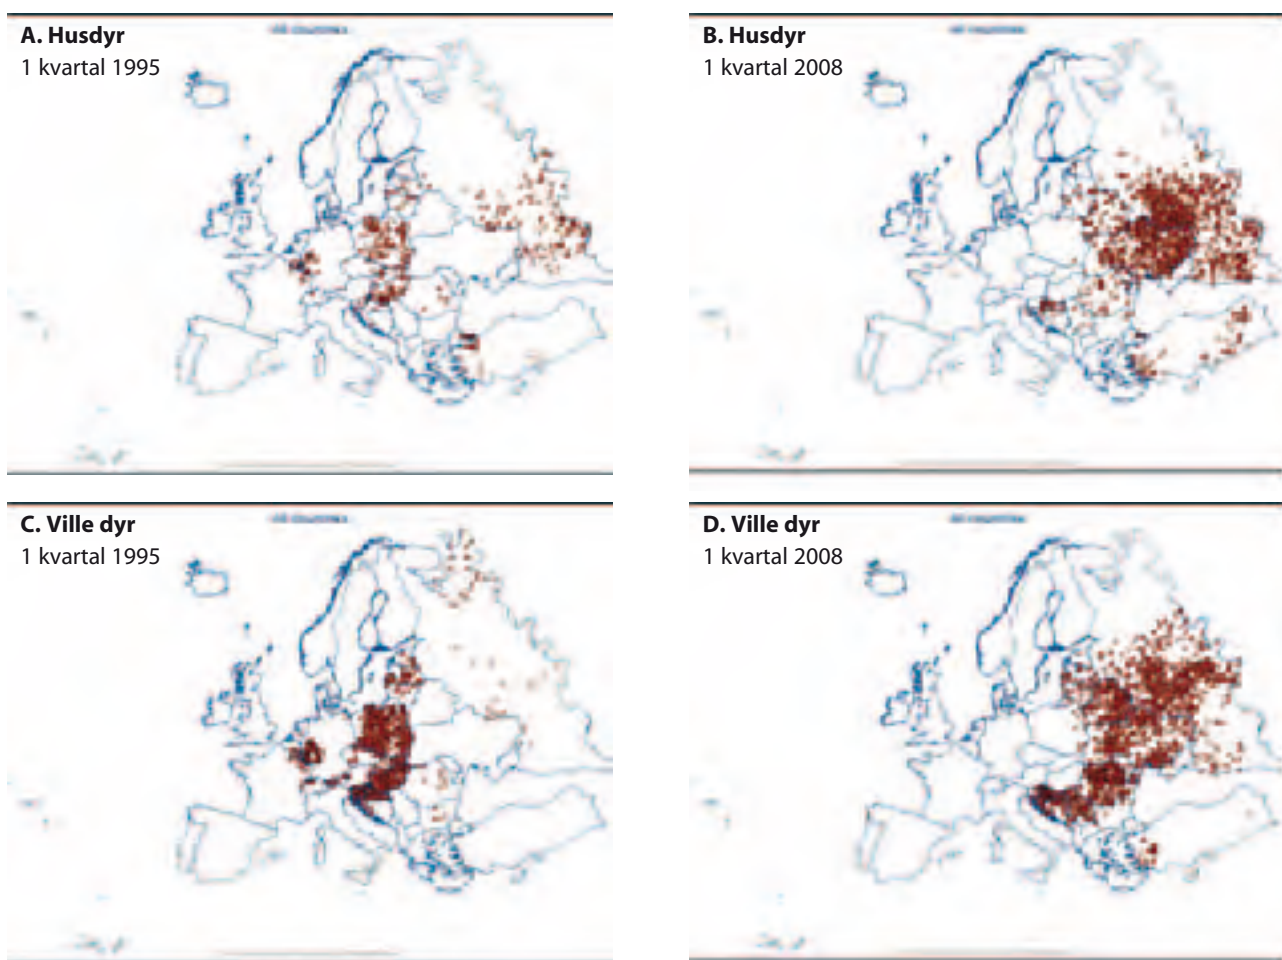 A. Husdyr
1 kvartal 1995
B. Husdyr
1 kvartal 2008
C. Ville dyr
1 kvartal 1995
D. Ville dyr
1 kvartal 2008